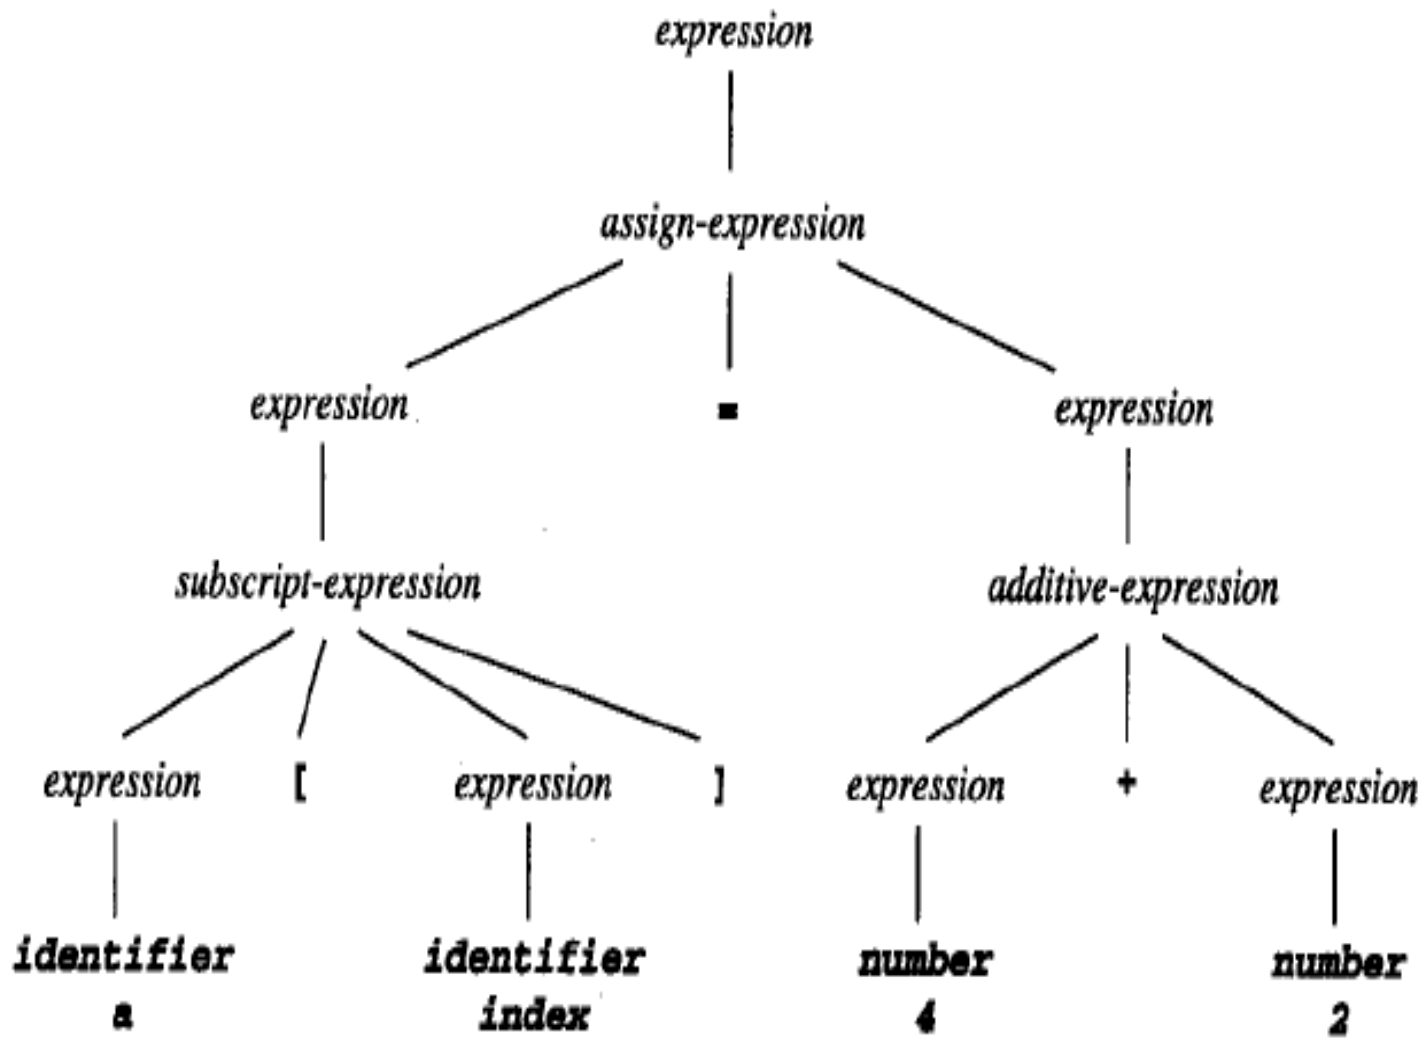 expression
assign-expression
expression = expression
subscript-expression additive-expression
expression [ expression ] expression + expression
identifier identifier number number
a index 4 2